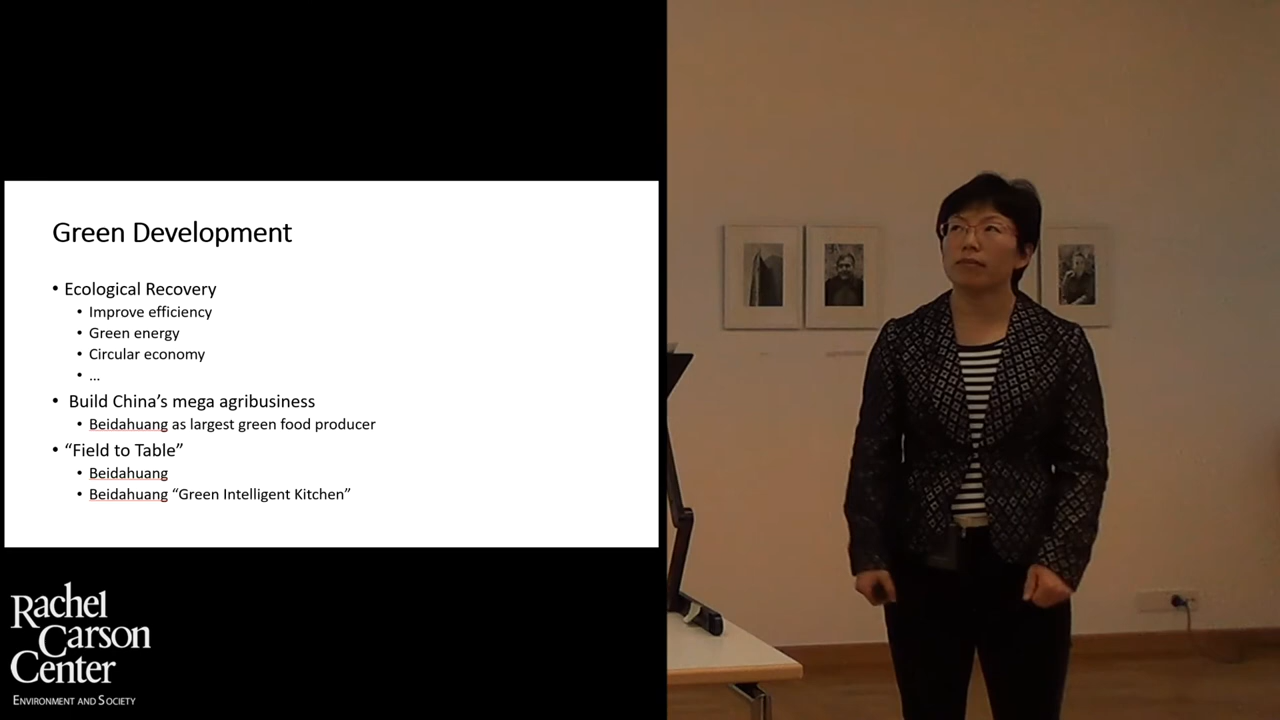 Green Development
• Ecological Recovery
• Improve efficiency
• Green energy
• Circular economy
• ...
• Build China's mega agribusiness
• Beidahuang as largest green food producer
• “Field to Table”
• Beidahuang
• Beidahuang “Green Intelligent Kitchen”
Rachel
Carson
Center
ENVIRONMENT AND SOCIETY